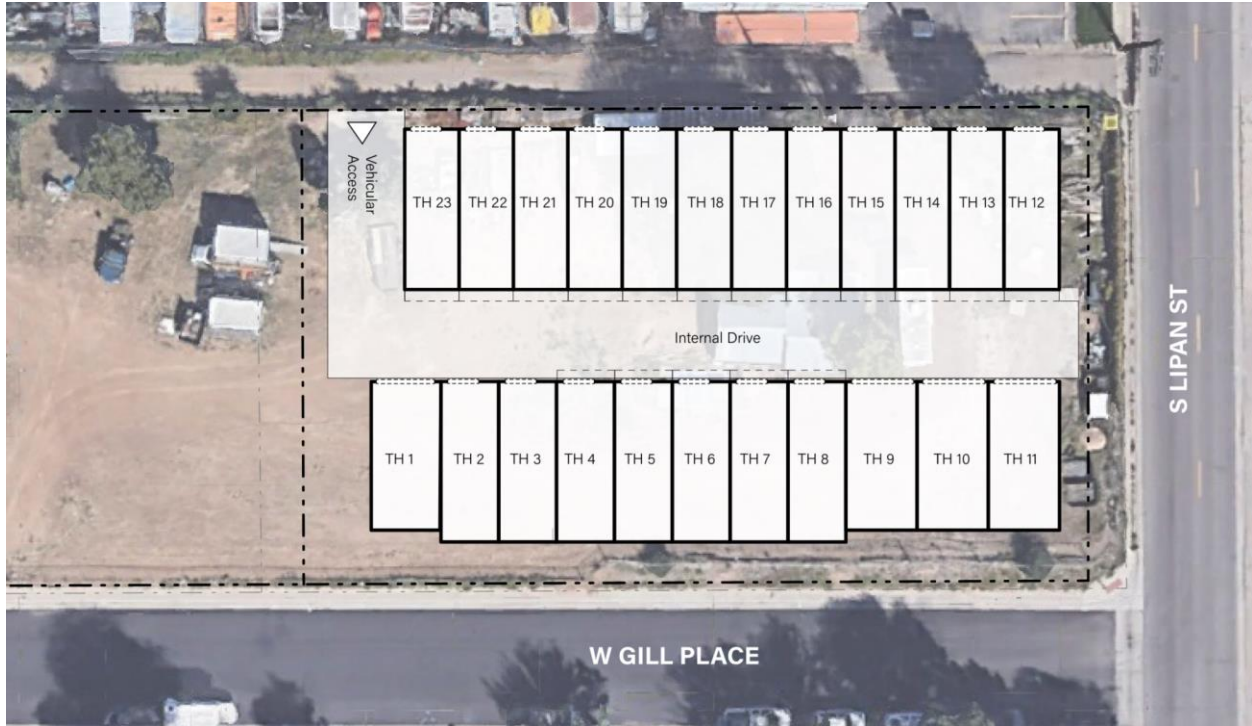 Vehicular
Access
TH 23
TH 22
TH 21
TH 20
TH 19
TH 18
TH 17
TH 16
TH 15
TH 14
TH 13
TH 12
Internal Drive
S LIPAN ST
TH 1
TH 2
TH 3
TH 4
TH 5
TH 6
TH 7
TH 8
TH 9
TH 10
TH 11
W GILL PLACE